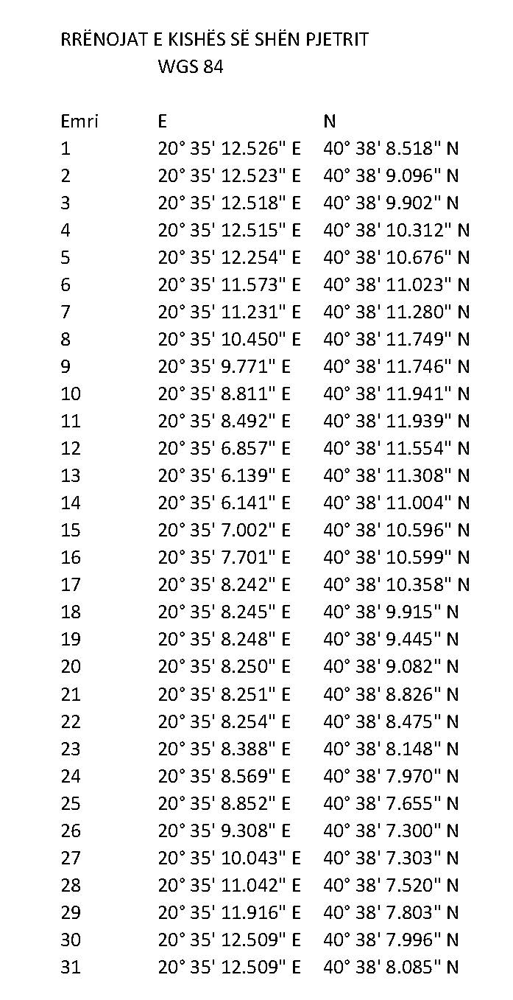 RRËNOJAT E KISHËS SË SHËN PJETRIT
WGS 84
Emri E N
1 20° 35' 12.526" E 40° 38' 8.518" N
2 20° 35' 12.523" E 40° 38' 9.096" N
3 20° 35' 12.518" E 40° 38' 9.902" N
4 20° 35' 12.515" E 40° 38' 10.312" N
5 20° 35' 12.254" E 40° 38' 10.676" N
6 20° 35' 11.573" E 40° 38' 11.023" N
7 20° 35' 11.231" E 40° 38' 11.280" N
8 20° 35' 10.450" E 40° 38' 11.749" N
9 20° 35' 9.771" E 40° 38' 11.746" N
10 20° 35' 8.811" E 40° 38' 11.941" N
11 20° 35' 8.492" E 40° 38' 11.939" N
12 20° 35' 6.857" E 40° 38' 11.554" N
13 20° 35' 6.139" E 40° 38' 11.308" N
14 20° 35' 6.141" E 40° 38' 11.004" N
15 20° 35' 7.002" E 40° 38' 10.596" N
16 20° 35' 7.701" E 40° 38' 10.599" N
17 20° 35' 8.242" E 40° 38' 10.358" N
18 20° 35' 8.245" E 40° 38' 9.915" N
19 20° 35' 8.248" E 40° 38' 9.445" N
20 20° 35' 8.250" E 40° 38' 9.082" N
21 20° 35' 8.251" E 40° 38' 8.826" N
22 20° 35' 8.254" E 40° 38' 8.475" N
23 20° 35' 8.388" E 40° 38' 8.148" N
24 20° 35' 8.569" E 40° 38' 7.970" N
25 20° 35' 8.852" E 40° 38' 7.655" N
26 20° 35' 9.308" E 40° 38' 7.300" N
27 20° 35' 10.043" E 40° 38' 7.303" N
28 20° 35' 11.042" E 40° 38' 7.520" N
29 20° 35' 11.916" E 40° 38' 7.803" N
30 20° 35' 12.509" E 40° 38' 7.996" N
31 20° 35' 12.509" E 40° 38' 8.085" N